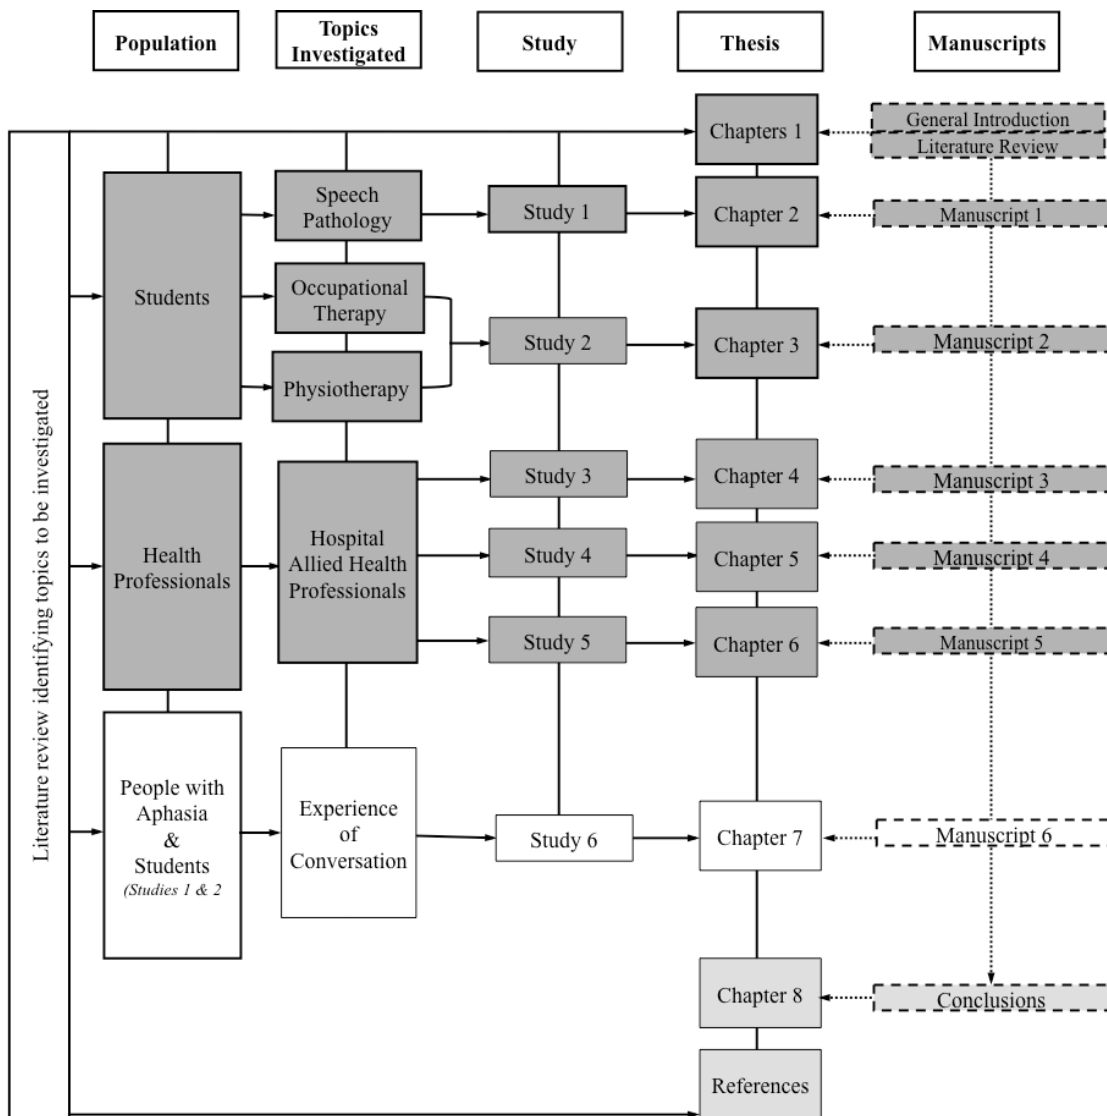 Population
Topics
Investigated
Study
Thesis
Manuscripts
Literature review identifying topics to be investigated
Chapters 1
General Introduction
Literature Review
Students
Speech
Pathology
Study 1
Chapter 2
Manuscript 1
Occupational
Therapy
Physiotherapy
Study 2
Chapter 3
Manuscript 2
Health
Professionals
Hospital
Allied Health
Professionals
Study 3
Chapter 4
Manuscript 3
Study 4
Chapter 5
Manuscript 4
Study 5
Chapter 6
Manuscript 5
People with
Aphasia
&
Students
(Studies 1 & 2
Experience
of
Conversation
Study 6
Chapter 7
Manuscript 6
Chapter 8
Conclusions
References